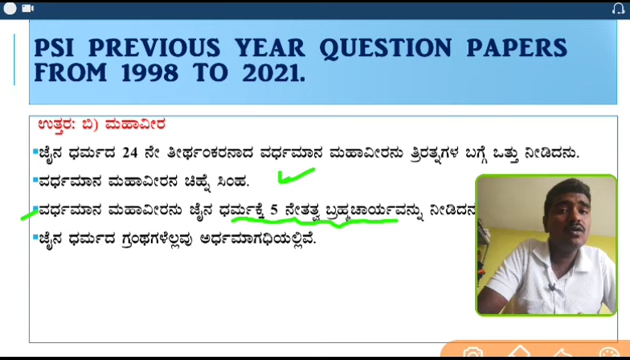 PSI PREVIOUS YEAR QUESTION PAPERS
FROM 1998 TO 2021.
ಉತ್ತರ: ಬಿ) ಮಹಾವೀರ
▪ಜೈನ ಧರ್ಮದ 24 ನೇ ತೀರ್ಥಂಕರನಾದ ವರ್ಧಮಾನ ಮಹಾವೀರನು ತ್ರಿರತ್ನಗಳ ಬಗ್ಗೆ ಒತ್ತು ನೀಡಿದನು.
▪ವರ್ಧಮಾನ ಮಹಾವೀರನ ಚಿಹ್ನೆ ಸಿಂಹ.
▪ವರ್ಧಮಾನ ಮಹಾವೀರನು ಜೈನ ಧರ್ಮಕ್ಕೆ 5 ನೇತತ್ವ ಬ್ರಹ್ಮಚಾರ್ಯವನ್ನು ನೀಡಿದನ
▪ಜೈನ ಧರ್ಮದ ಗ್ರಂಥಗಳೆಲ್ಲವು ಅರ್ಧಮಾಗಧಿಯಲ್ಲಿವೆ.